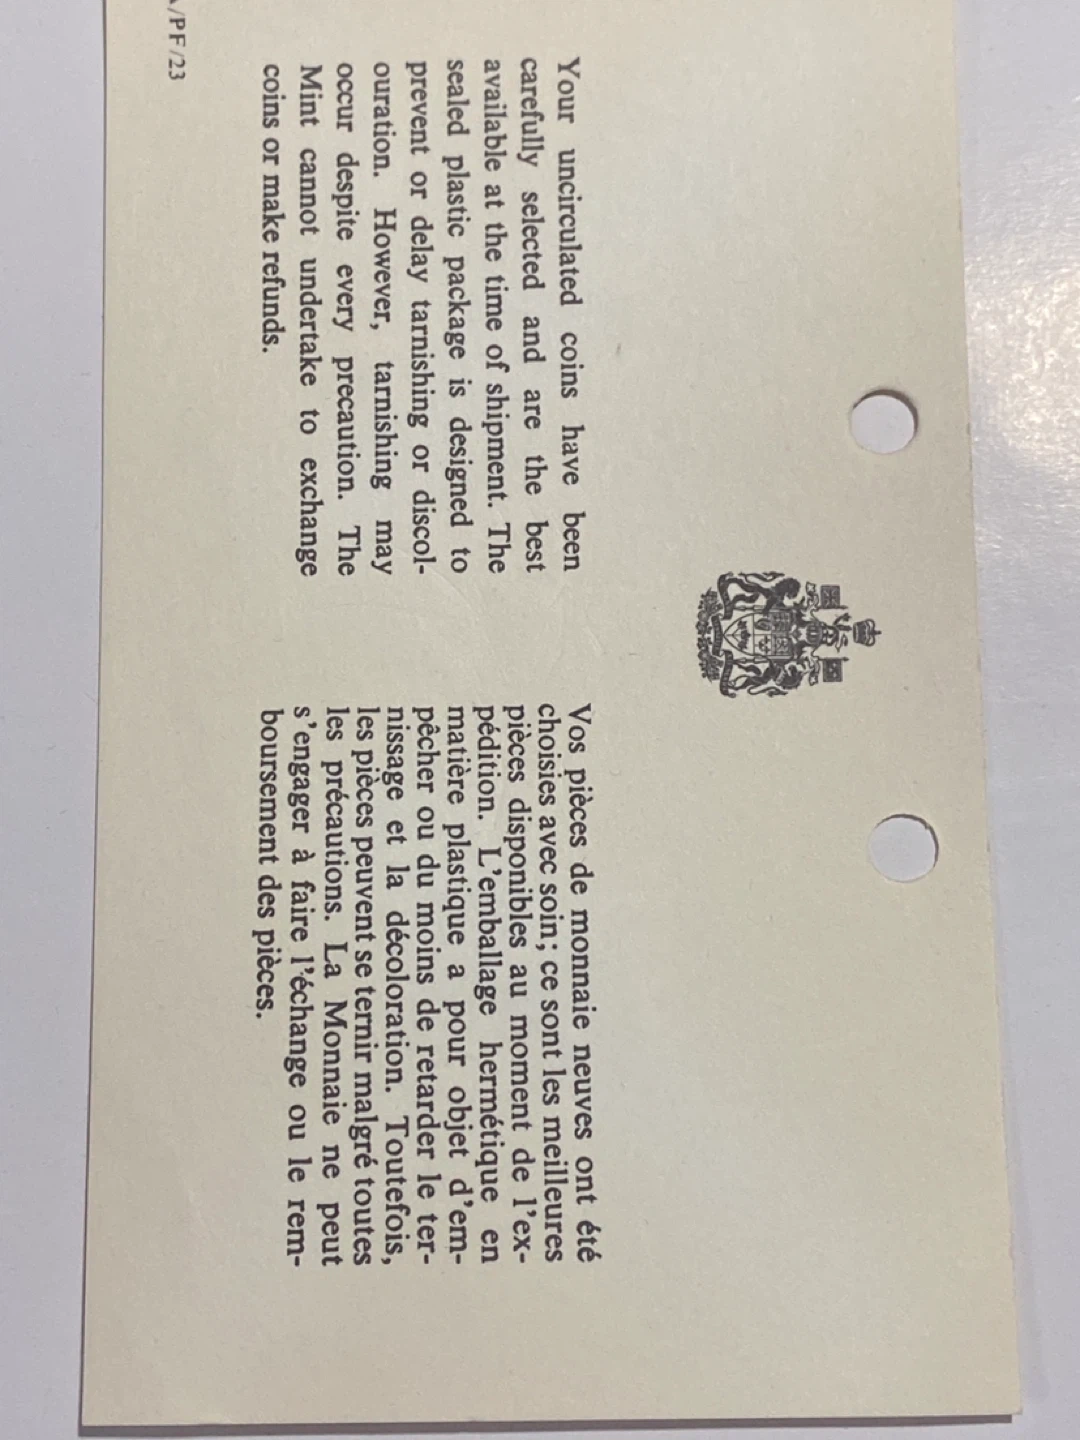 Your uncirculated coins have been
carefully selected and are the best
available at the time of shipment. The
sealed plastic package is designed to
prevent or delay tarnishing or discol-
ouration. However, tarnishing may
occur despite every precaution. The
Mint cannot undertake to exchange
coins or make refunds.
Vos pièces de monnaie neuves ont été
choisies avec soin; ce sont les meilleures
pièces disponibles au moment de l'ex-
pédition. L'emballage hermétique en
matière plastique a pour objet d'em-
pêcher ou du moins de retarder le ter-
nissage et la décoloration. Toutefois,
les pièces peuvent se ternir malgré toutes
les précautions. La Monnaie ne peut
s'engager à faire l'échange ou le rem-
boursement des pièces.
/PF/23